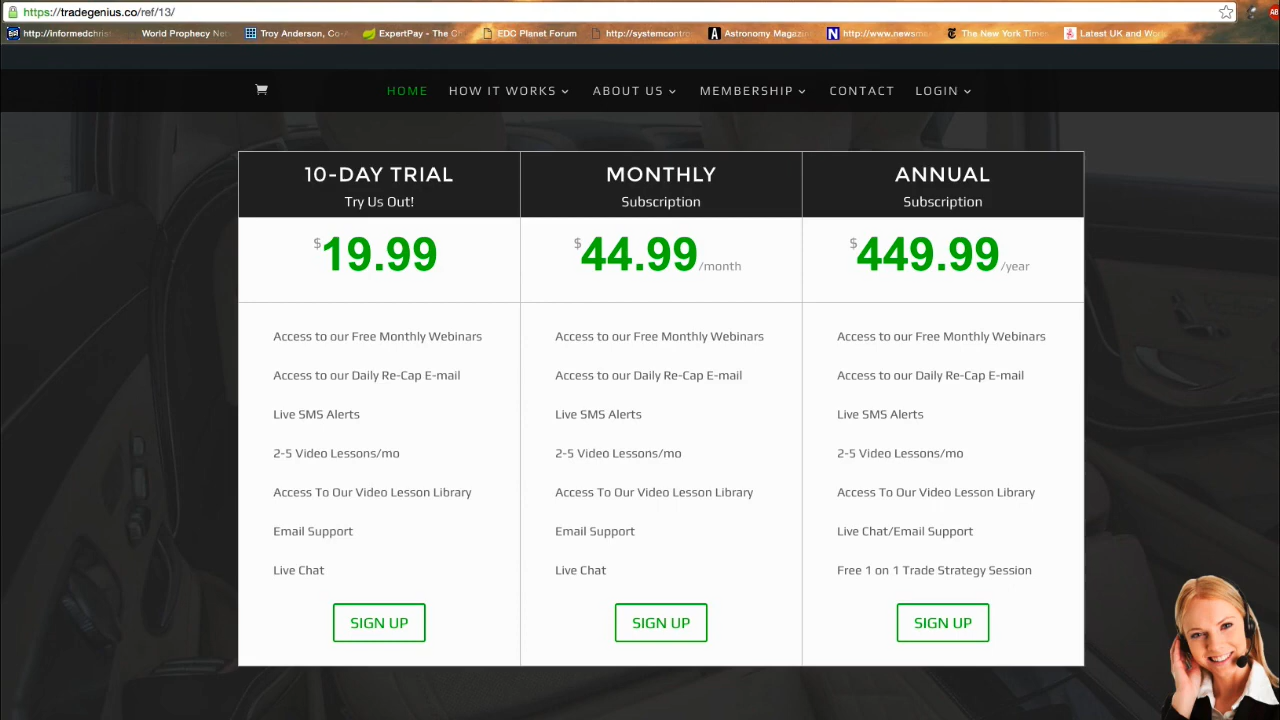 https://tradegenius.co/ref/13/
http://informedchris
World Prophecy Net
Troy Anderson, Co-A
ExpertPay - The Cl
EDC Planet Forum
http://systemcontro
Astronomy Magazin
http://www.newsma
The New York Times
Latest UK and Worl
HOME
HOW IT WORKS
ABOUT US
MEMBERSHIP
CONTACT
LOGIN
10-DAY TRIAL
Try Us Out!
$19.99
Access to our Free Monthly Webinars
Access to our Daily Re-Cap E-mail
Live SMS Alerts
2-5 Video Lessons/mo
Access To Our Video Lesson Library
Email Support
Live Chat
SIGN UP
MONTHLY
Subscription
$44.99/month
Access to our Free Monthly Webinars
Access to our Daily Re-Cap E-mail
Live SMS Alerts
2-5 Video Lessons/mo
Access To Our Video Lesson Library
Email Support
Live Chat
SIGN UP
ANNUAL
Subscription
$449.99/year
Access to our Free Monthly Webinars
Access to our Daily Re-Cap E-mail
Live SMS Alerts
2-5 Video Lessons/mo
Access To Our Video Lesson Library
Live Chat/Email Support
Free 1 on 1 Trade Strategy Session
SIGN UP